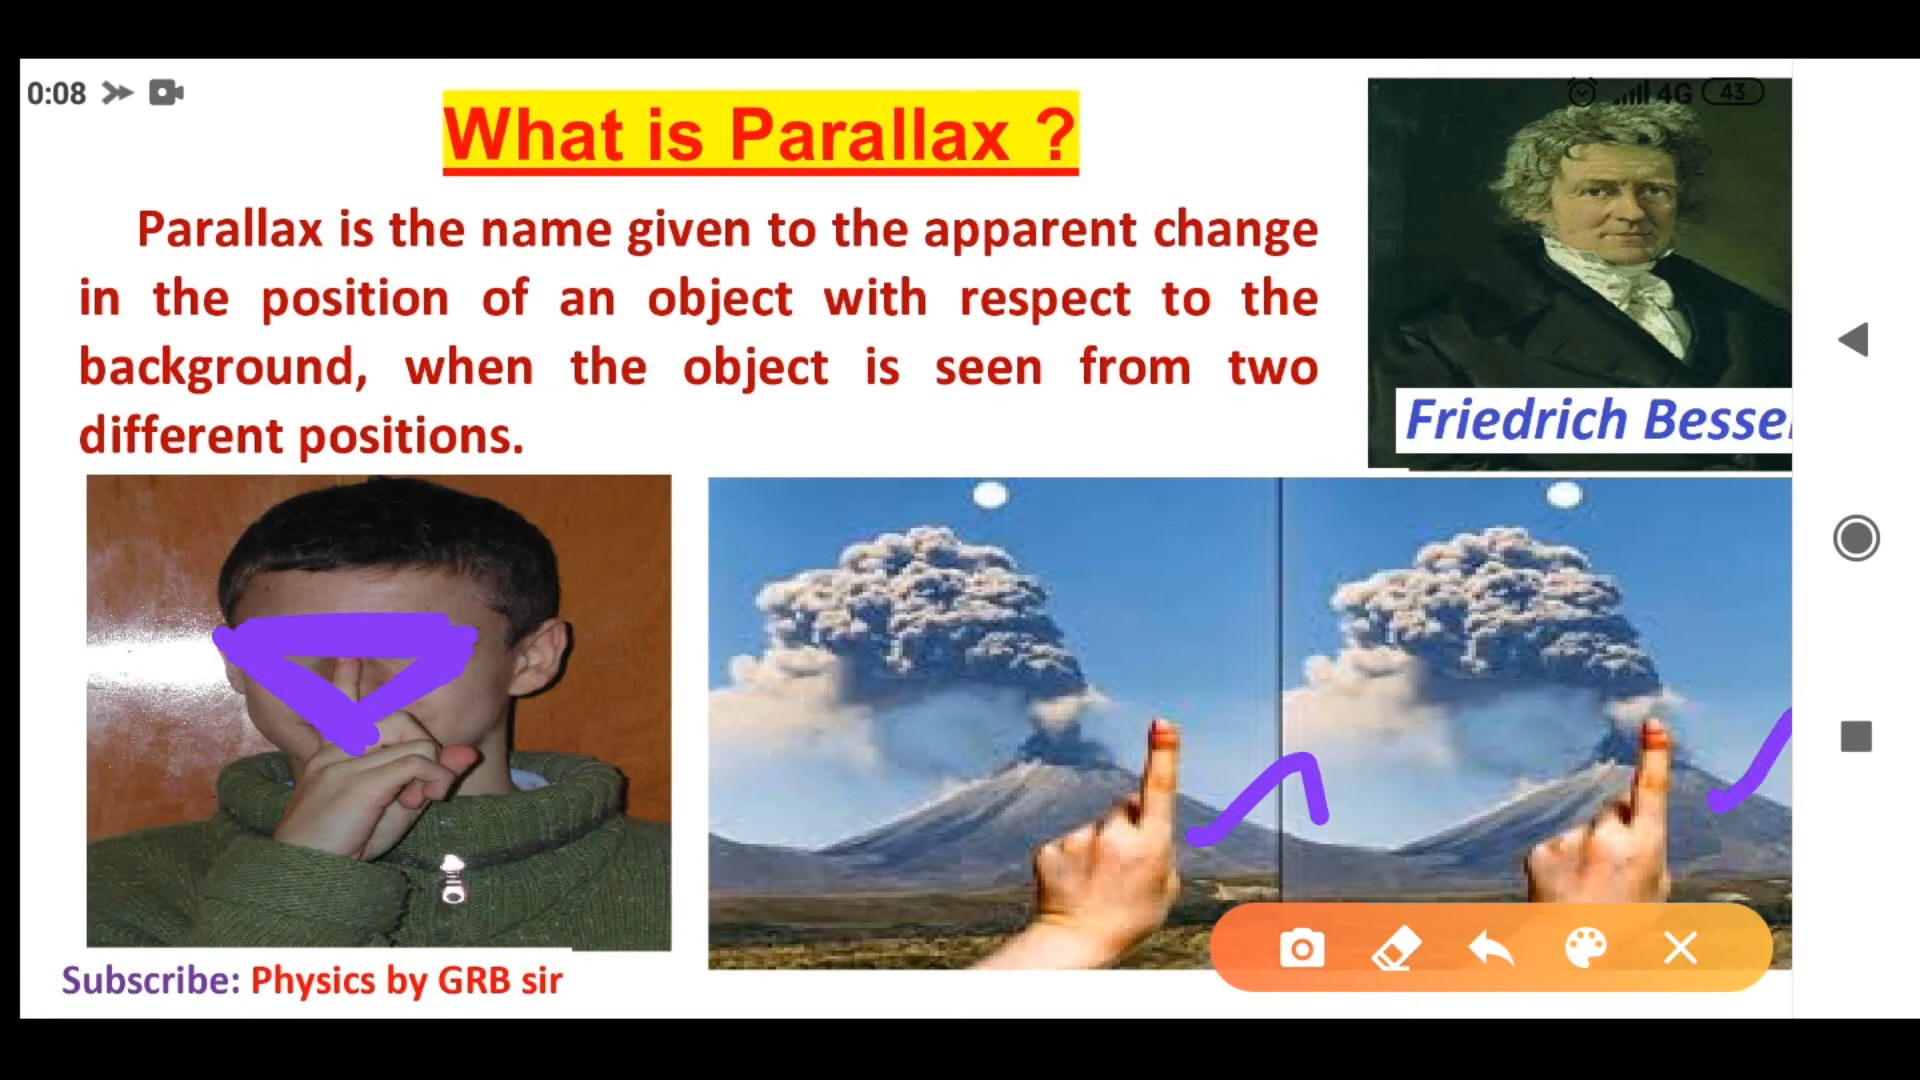 0:08
4G 43
What is Parallax ?
Parallax is the name given to the apparent change
in the position of an object with respect to the
background, when the object is seen from two
different positions.
Friedrich Bessel
Subscribe: Physics by GRB sir